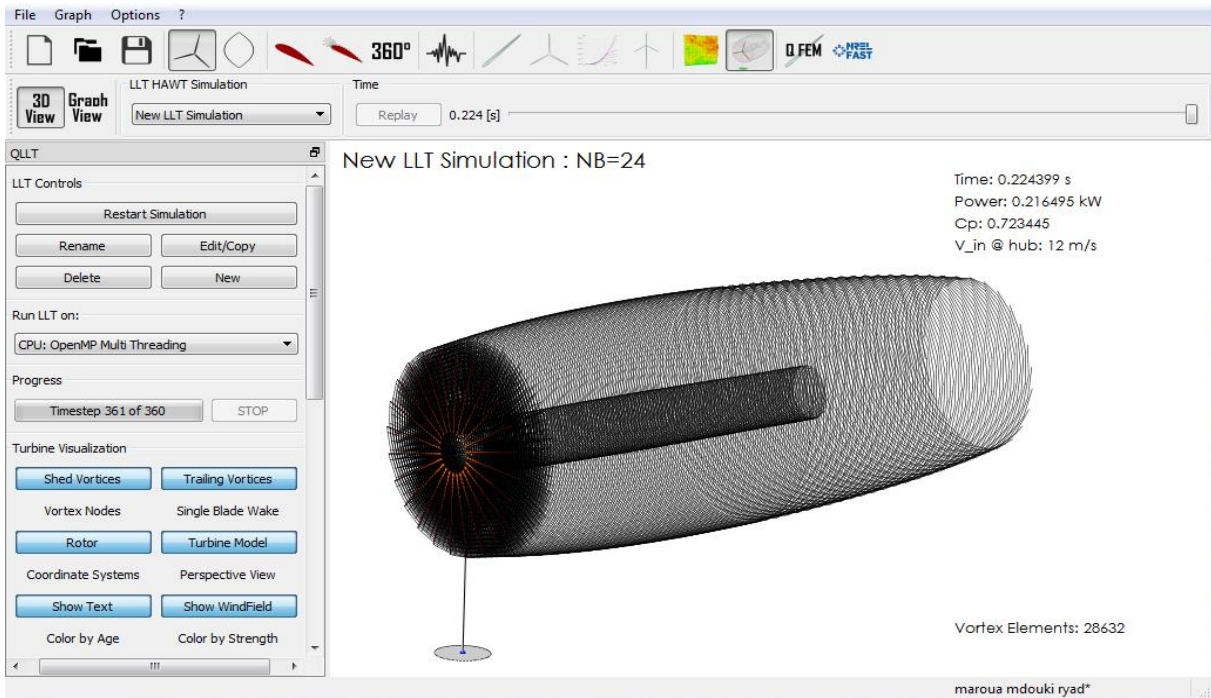 File Graph Options ?
360° Q FEM NREL FAST
3D View Graph View
LLT HAWT Simulation
New LLT Simulation
Time
Replay 0.224 [s]
QLLT
LLT Controls
Restart Simulation
Rename Edit/Copy
Delete New
Run LLT on:
CPU: OpenMP Multi Threading
Progress
Timestep 361 of 360 STOP
Turbine Visualization
Shed Vortices Trailing Vortices
Vortex Nodes Single Blade Wake
Rotor Turbine Model
Coordinate Systems Perspective View
Show Text Show WindField
Color by Age Color by Strength
New LLT Simulation : NB=24
Time: 0.224399 s
Power: 0.216495 kW
Cp: 0.723445
V_in @ hub: 12 m/s
Vortex Elements: 28632
maroua mdouki ryad*